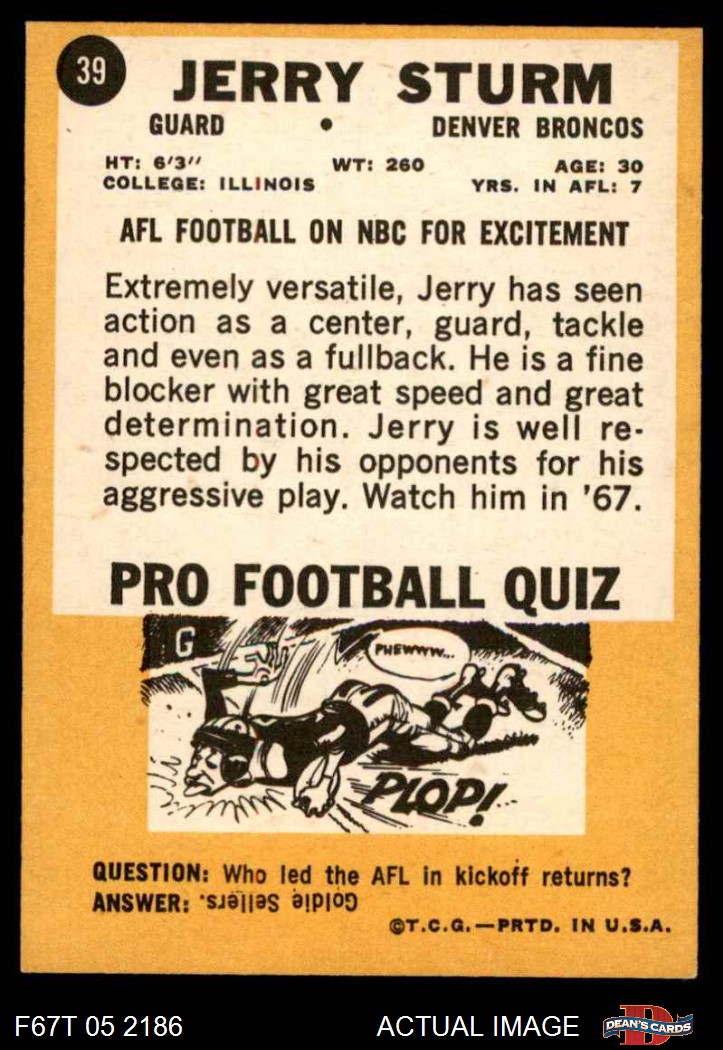 39
JERRY STURM
GUARD • DENVER BRONCOS
HT: 6'3" WT: 260 AGE: 30
COLLEGE: ILLINOIS YRS. IN AFL: 7
AFL FOOTBALL ON NBC FOR EXCITEMENT
Extremely versatile, Jerry has seen
action as a center, guard, tackle
and even as a fullback. He is a fine
blocker with great speed and great
determination. Jerry is well re-
spected by his opponents for his
aggressive play. Watch him in '67.
PRO FOOTBALL QUIZ
G
PHEWWW...
PLOP!
QUESTION: Who led the AFL in kickoff returns?
ANSWER: Goldie Sellers.
©T.C.G.—PRTD. IN U.S.A.
F67T 05 2186 ACTUAL IMAGE
D
DEAN'S CARDS